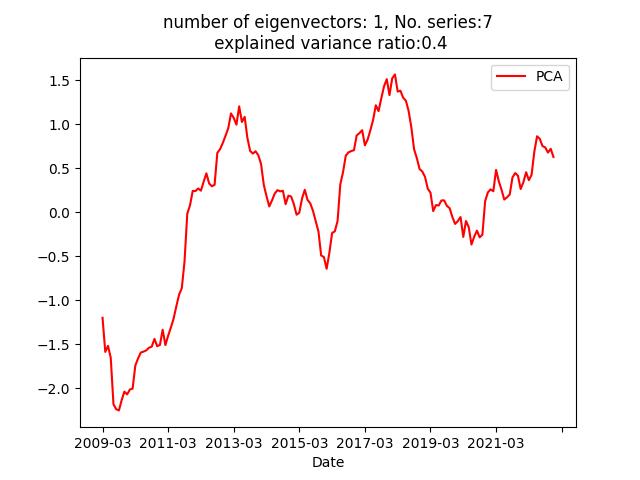 number of eigenvectors: 1, No. series:7
explained variance ratio:0.4
PCA
1.5
1.0
0.5
0.0
−0.5
−1.0
−1.5
−2.0
2009-03 2011-03 2013-03 2015-03 2017-03 2019-03 2021-03
Date